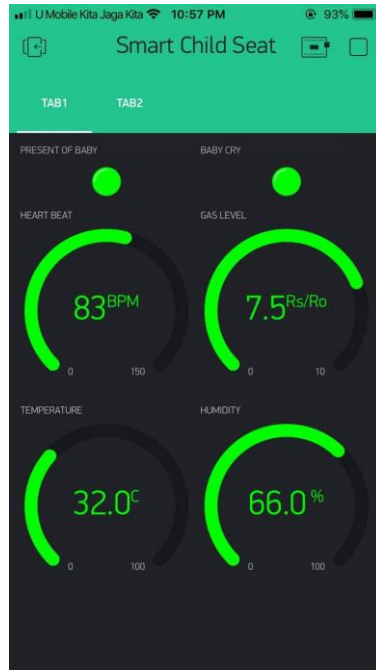 U Mobile Kita Jaga Kita 10:57 PM 93%
Smart Child Seat
TAB1 TAB2
PRESENT OF BABY BABY CRY
HEART BEAT GAS LEVEL
83BPM 7.5Rs/Ro
0 150 0 10
TEMPERATURE HUMIDITY
32.0C 66.0%
0 100 0 100